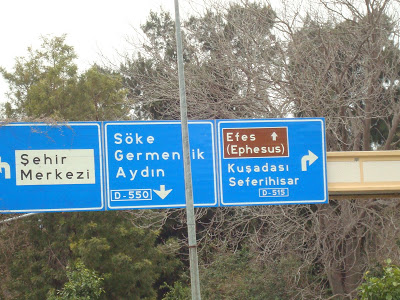 Şehir
Merkezi
Söke
Germencik
Aydın
D-550
Efes
(Ephesus)
Kuşadası
Seferihisar
D-515